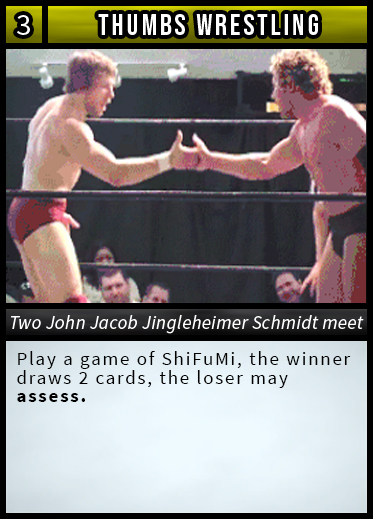 3 THUMBS WRESTLING
Two John Jacob Jingleheimer Schmidt meet
Play a game of ShiFuMi, the winner
draws 2 cards, the loser may
assess.